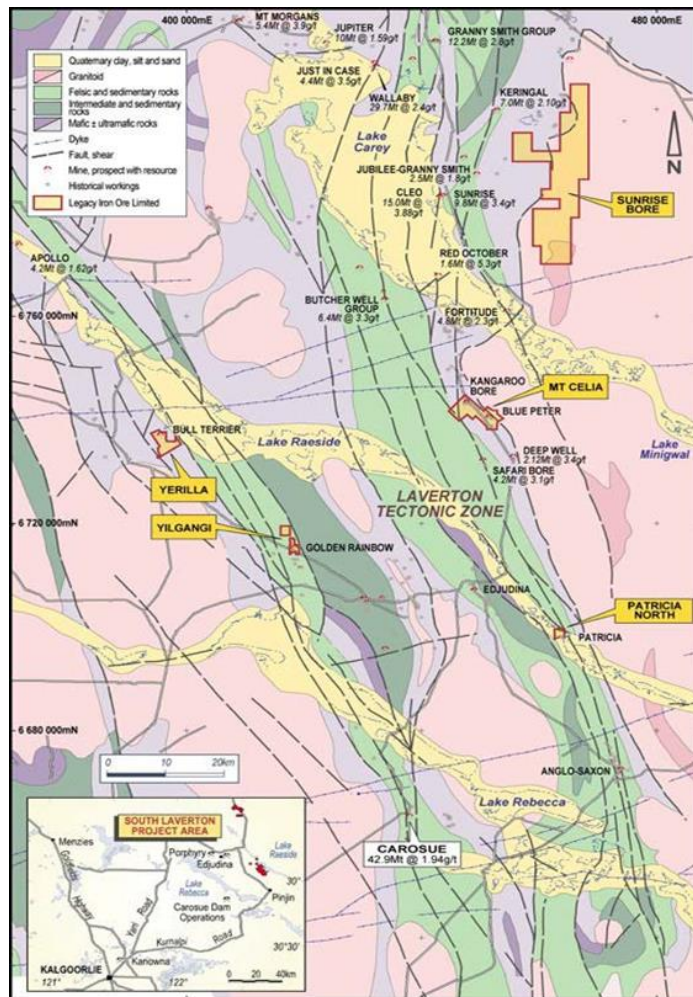 400 000mE
480 000mE
MT MORGANS
5.4Mt @ 3.9g/t
JUPITER
10Mt @ 1.59g/t
GRANNY SMITH GROUP
12.2Mt @ 2.8g/t
Quaternary clay, silt and sand
Granitoid
Felsic and sedimentary rocks
Intermediate and sedimentary
rocks
Mafic ± ultramafic rocks
Dyke
Fault, shear
Mine, prospect with resource
Historical workings
Legacy Iron Ore Limited
JUST IN CASE
4.4Mt @ 3.5g/t
WALLABY
29.7Mt @ 2.4g/t
KERINGAL
7.0Mt @ 2.10g/t
Lake
Carey
N
JUBILEE-GRANNY SMITH
2.5Mt @ 1.8g/t
CLEO
15.0Mt @
3.88g/t
SUNRISE
9.8Mt @ 3.4g/t
SUNRISE
BORE
APOLLO
4.2Mt @ 1.62g/t
RED OCTOBER
1.6Mt @ 5.3g/t
BUTCHER WELL
GROUP
6.4Mt @ 3.3g/t
FORTITUDE
4.8Mt @ 2.3g/t
6 760 000mN
KANGAROO
BORE
MT CELIA
BLUE PETER
BULL TERRIER
Lake Raeside
Lake
Minigwal
DEEP WELL
2.12Mt @ 3.4g/t
SAFARI BORE
4.2Mt @ 3.1g/t
YERILLA
LAVERTON
TECTONIC ZONE
6 720 000mN
YILGANGI
GOLDEN RAINBOW
EDJUDINA
PATRICIA
NORTH
PATRICIA
6 680 000mN
0 10 20km
ANGLO-SAXON
Lake Rebecca
CAROSUE
42.9Mt @ 1.94g/t
SOUTH LAVERTON
PROJECT AREA
Menzies
Goldfields
Highway
Porphyry
Edjudina
Lake
Raeside
Yarri Road
Lake
Rebecca
30°
Pinjin
Carosue Dam
Operations
Kurnalpi Road
30°30'
Kanowna
KALGOORLIE
121°
122°
0 20 40km